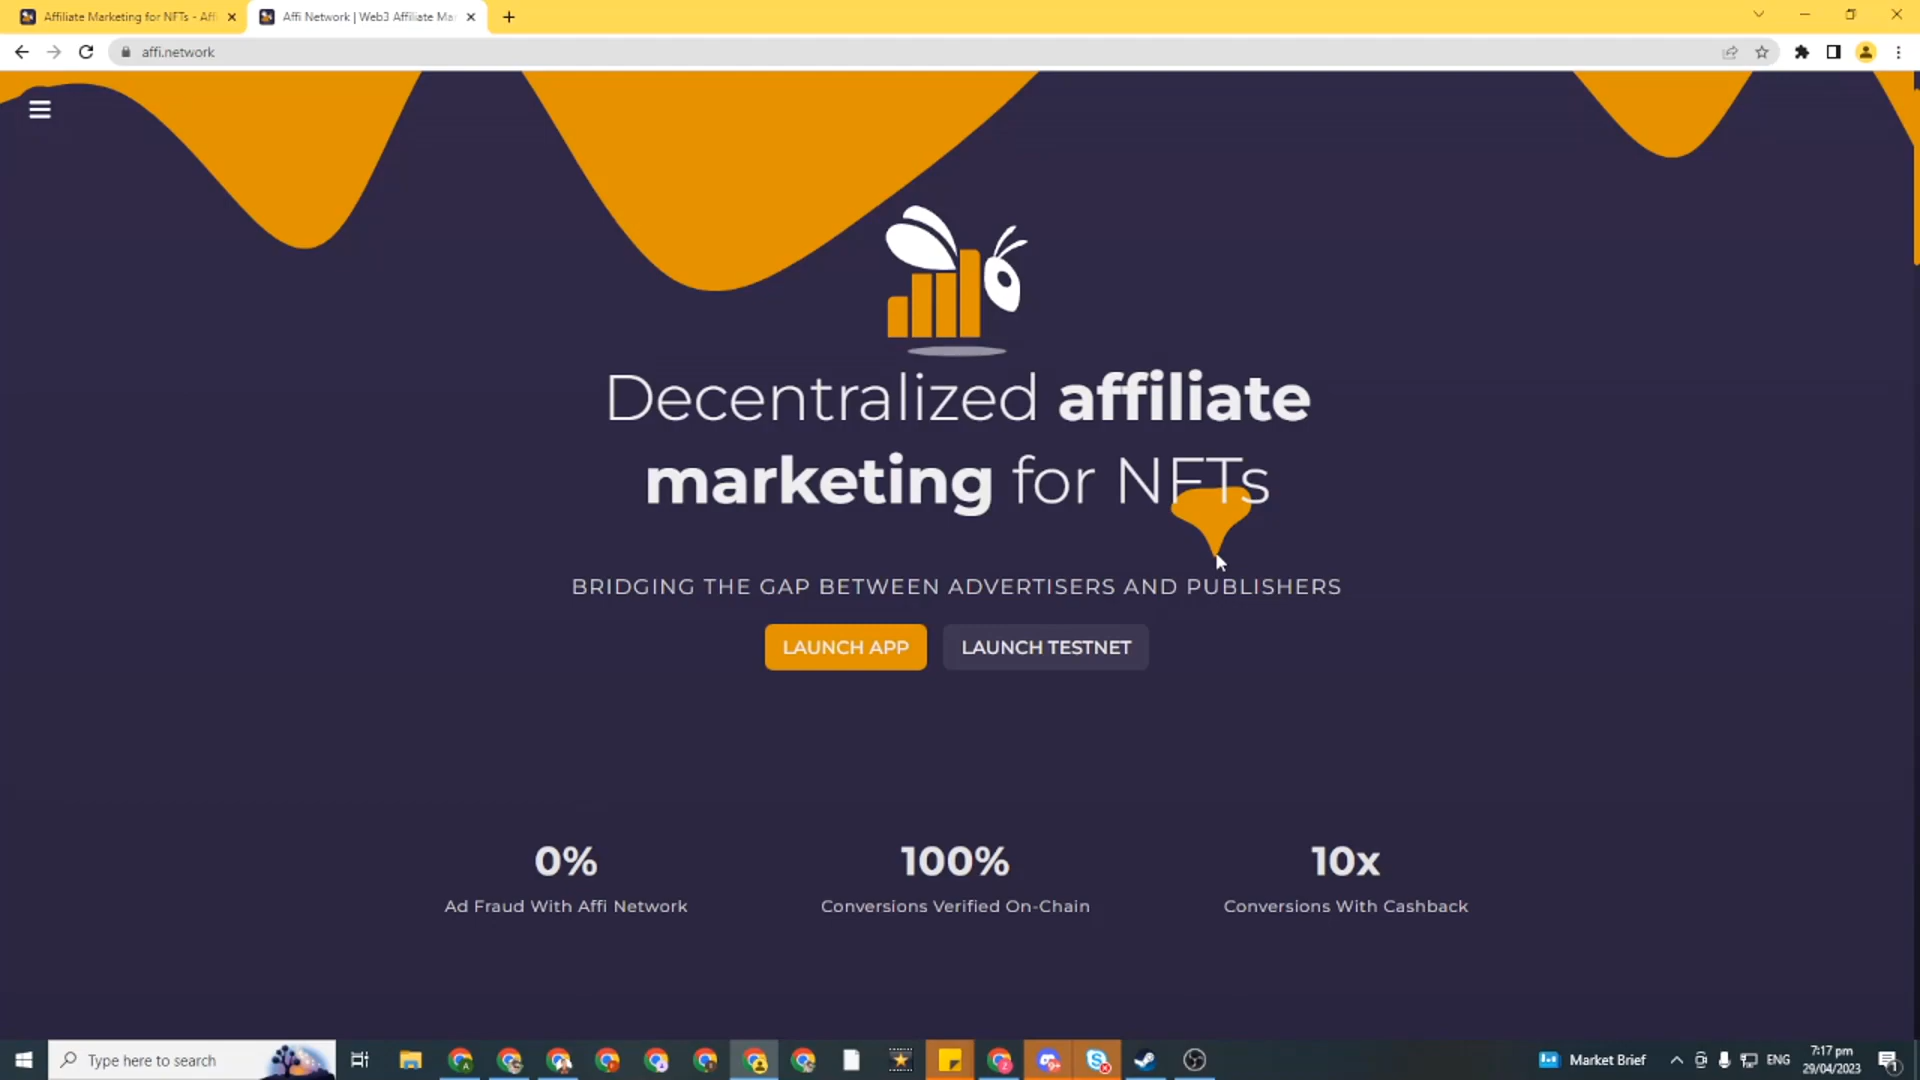 Affiliate Marketing for NFTs - Aff
Affi Network | Web3 Affiliate Ma
affi.network
Decentralized affiliate
marketing for NFTs
BRIDGING THE GAP BETWEEN ADVERTISERS AND PUBLISHERS
LAUNCH APP
LAUNCH TESTNET
0%
100%
10x
Ad Fraud With Affi Network
Conversions Verified On-Chain
Conversions With Cashback
Type here to search
Market Brief
ENG
7:17 pm
29/04/2023